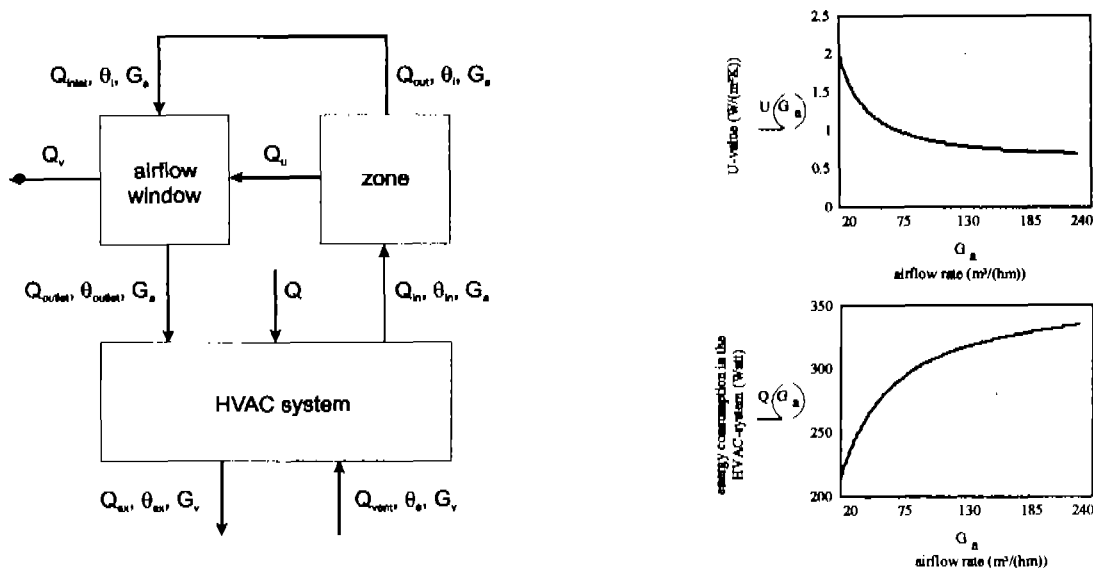 Q_inlet, θ_i, G_a
Q_out, θ_i, G_a
Q_v
airflow
window
Q_u
zone
Q_outlet, θ_outlet, G_a
Q
Q_in, θ_in, G_a
HVAC system
Q_ex, θ_ex, G_v
Q_vent, θ_e, G_v
U-value (W/(m²K))
U(G_a)
2.5
2
1.5
1
0.5
0
20 75 130 185 240
G_a
airflow rate (m³/(hm))
energy consumption in the
HVAC-system (Watt)
Q(G_a)
350
300
250
200
20 75 130 185 240
G_a
airflow rate (m³/(hm))